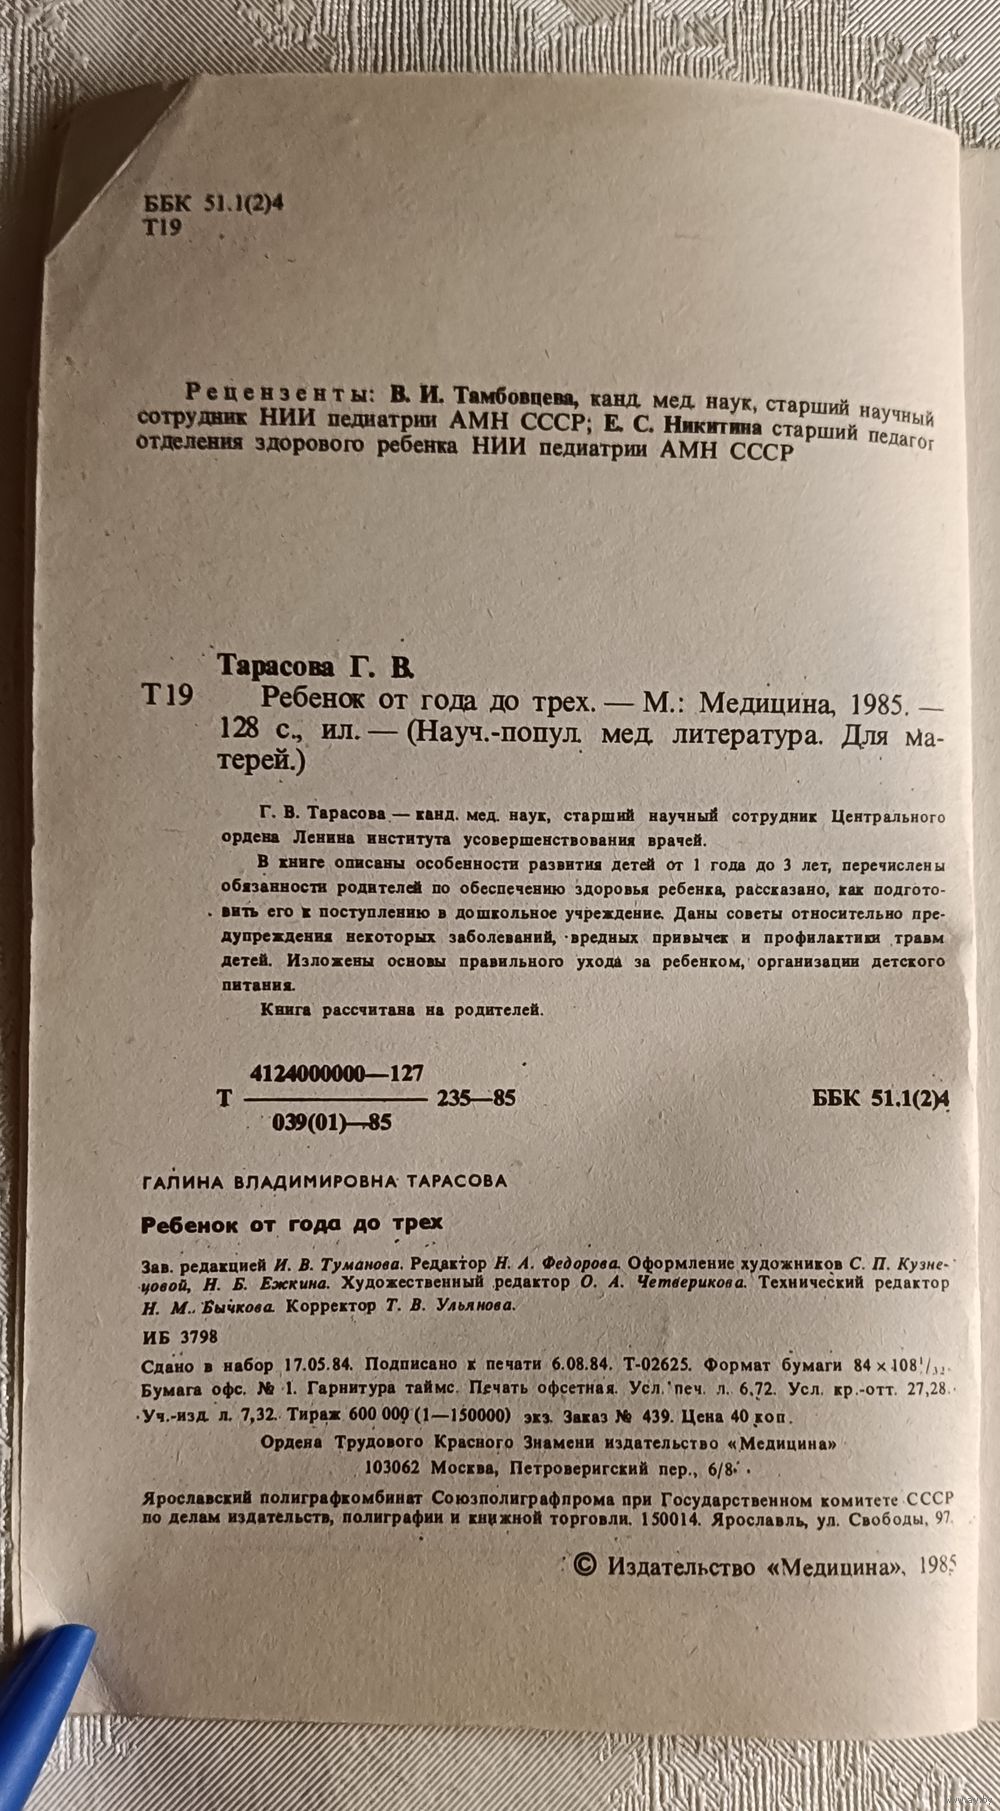 ББК 51.1(2)4
Т19
Рецензенты: В. И. Тамбовцева, канд. мед. наук, старший научный
сотрудник НИИ педиатрии АМН СССР; Е. С. Никитина старший педагог
отделения здорового ребенка НИИ педиатрии АМН СССР
Тарасова Г. В.
Т19 Ребенок от года до трех. — М.: Медицина, 1985. —
128 с., ил. — (Науч.-попул. мед. литература. Для ма-
терей.)
Г. В. Тарасова — канд. мед. наук, старший научный сотрудник Центрального
ордена Ленина института усовершенствования врачей.
В книге описаны особенности развития детей от 1 года до 3 лет, перечислены
обязанности родителей по обеспечению здоровья ребенка, рассказано, как подгото-
вить его к поступлению в дошкольное учреждение. Даны советы относительно пре-
дупреждения некоторых заболеваний, вредных привычек и профилактики травм
детей. Изложены основы правильного ухода за ребенком, организации детского
питания.
Книга рассчитана на родителей.
4124000000—127
Т 235—85 ББК 51.1(2)4
039(01)—85
ГАЛИНА ВЛАДИМИРОВНА ТАРАСОВА
Ребенок от года до трех
Зав. редакцией И. В. Туманова. Редактор Н. А. Федорова. Оформление художников С. П. Кузне-
цовой, Н. Б. Ежкина. Художественный редактор О. А. Четверикова. Технический редактор
Н. М. Бычкова. Корректор Т. В. Ульянова.
ИБ 3798
Сдано в набор 17.05.84. Подписано к печати 6.08.84. Т-02625. Формат бумаги 84×108 1/32.
Бумага офс. № 1. Гарнитура таймс. Печать офсетная. Усл. печ. л. 6,72. Усл. кр.-отт. 27,28.
Уч.-изд. л. 7,32. Тираж 600 000 (1—150000) экз. Заказ № 439. Цена 40 коп.
Ордена Трудового Красного Знамени издательство «Медицина»
103062 Москва, Петроверигский пер., 6/8.
Ярославский полиграфкомбинат Союзполиграфпрома при Государственном комитете СССР
по делам издательств, полиграфии и книжной торговли. 150014. Ярославль, ул. Свободы, 97.
© Издательство «Медицина», 1985
www.ay.by